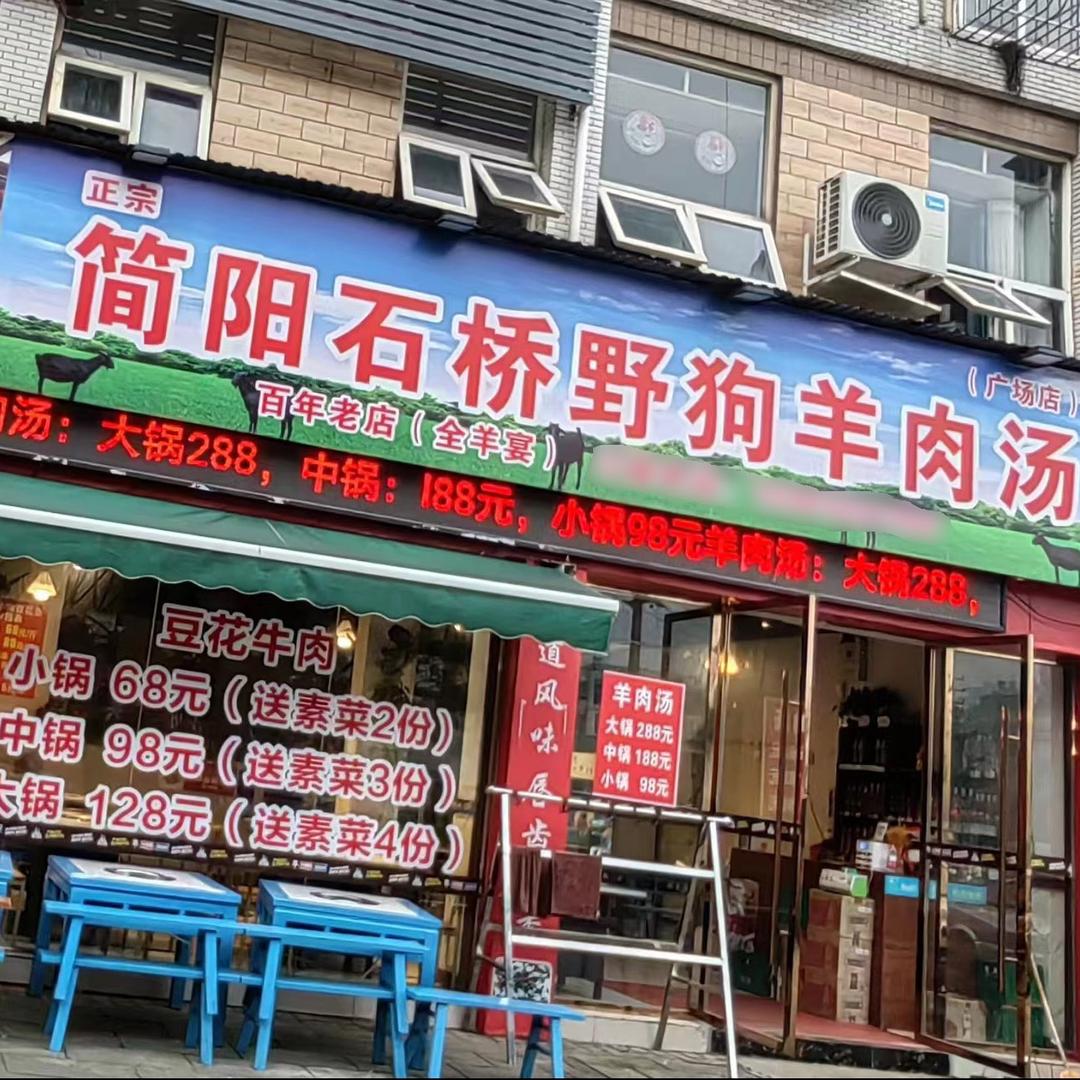 正宗
简阳石桥野狗羊肉汤
（广场店）
百年老店（全羊宴）
肉汤：大锅288，中锅：188元，小锅98元羊肉汤：大锅288，
豆花牛肉
小锅 68元（送素菜2份）
中锅 98元（送素菜3份）
大锅 128元（送素菜4份）
道风味唇齿
羊肉汤
大锅 288元
中锅 188元
小锅 98元